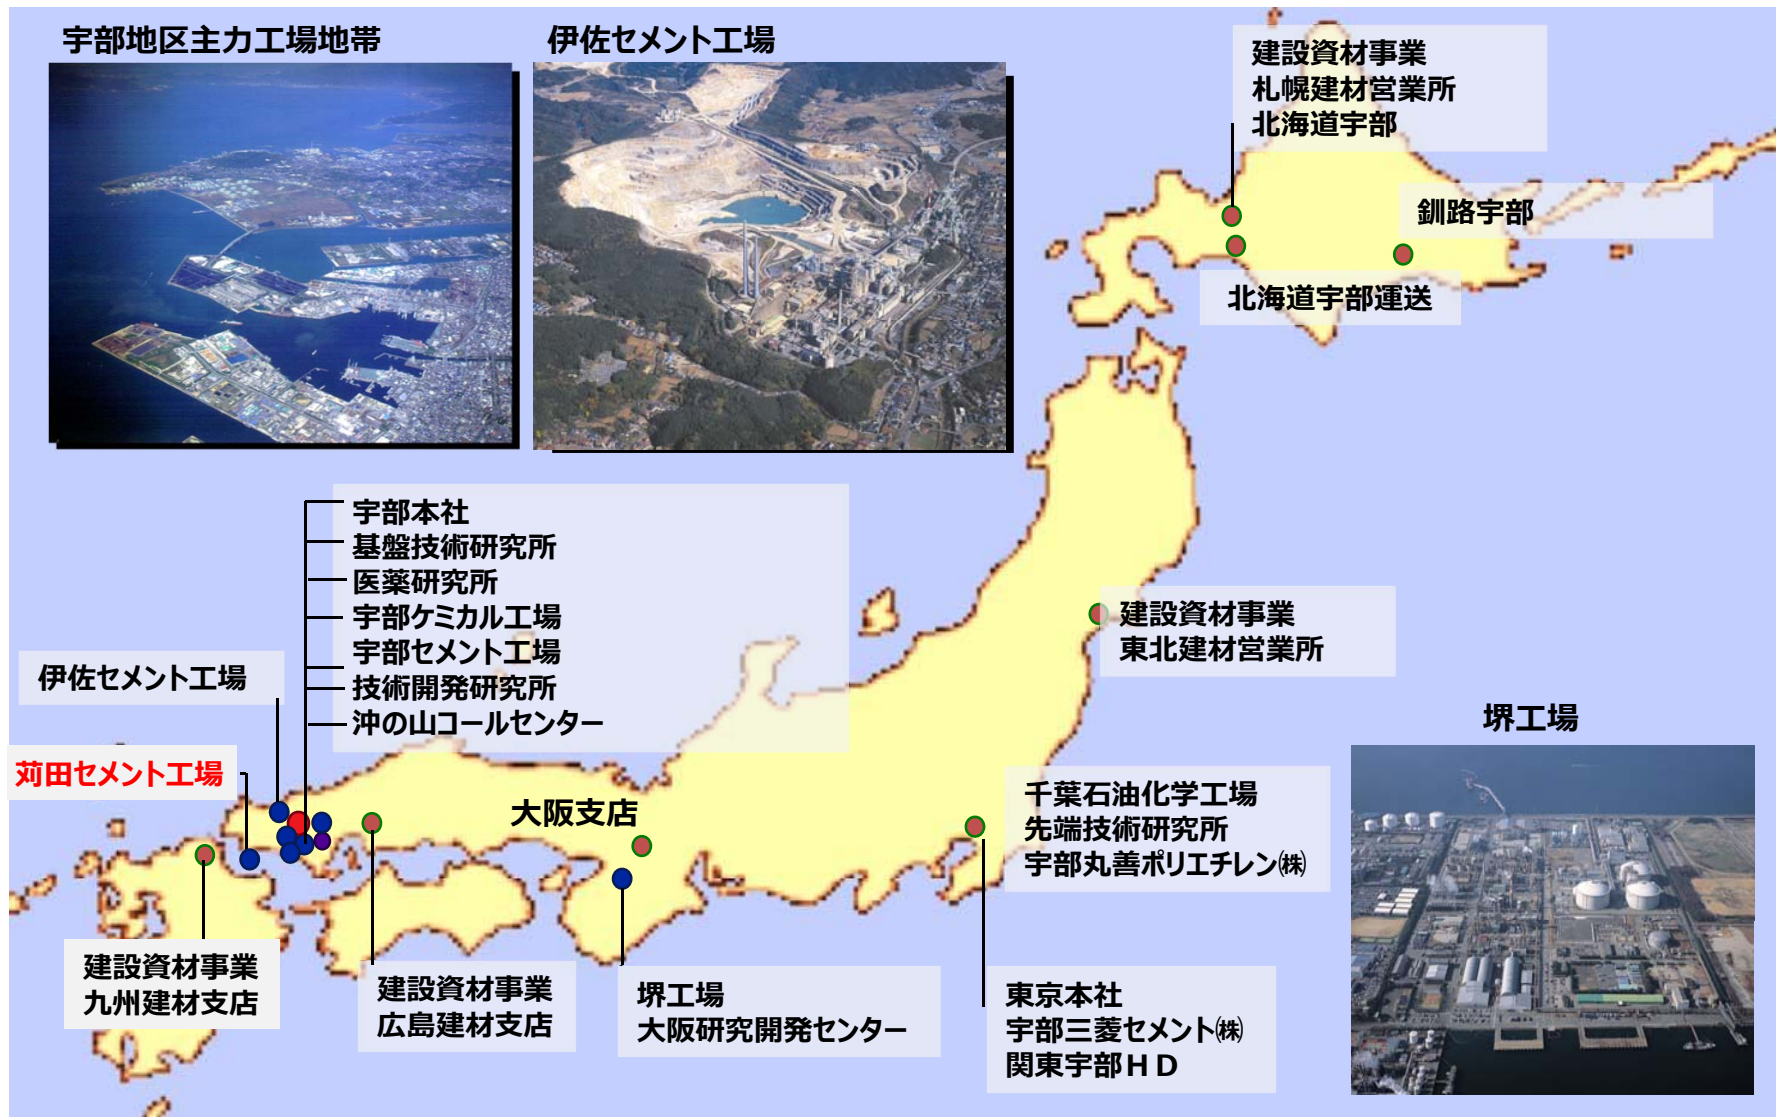 宇部地区主力工場地帯
伊佐セメント工場
建設資材事業
札幌建材営業所
北海道宇部
釧路宇部
北海道宇部運送
宇部本社
基盤技術研究所
医薬研究所
宇部ケミカル工場
宇部セメント工場
技術開発研究所
沖の山コールセンター
伊佐セメント工場
苅田セメント工場
建設資材事業
東北建材営業所
堺工場
大阪支店
千葉石油化学工場
先端技術研究所
宇部丸善ポリエチレン㈱
建設資材事業
九州建材支店
建設資材事業
広島建材支店
堺工場
大阪研究開発センター
東京本社
宇部三菱セメント㈱
関東宇部ＨＤ